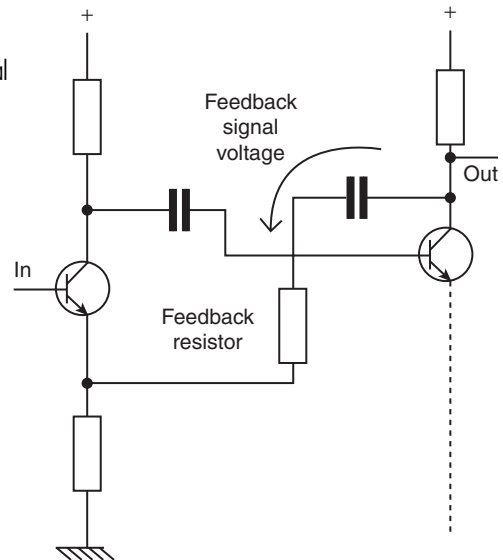 +
+
Feedback
signal
voltage
Out
In
Feedback
resistor